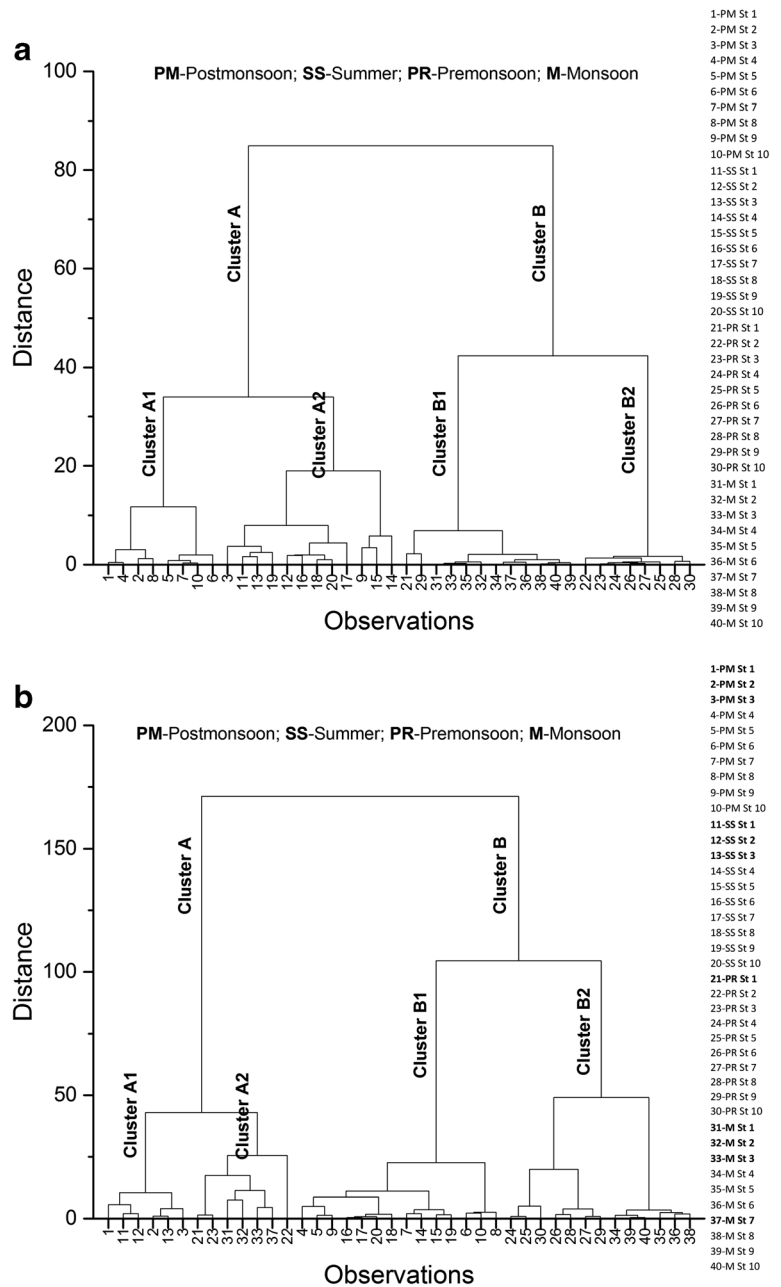 a
PM-Postmonsoon; SS-Summer; PR-Premonsoon; M-Monsoon
100
80
60
40
20
0
Distance
Cluster A
Cluster B
Cluster A1
Cluster A2
Cluster B1
Cluster B2
1 4 2 8 5 7 10 6 3 11 13 19 12 16 18 20 17 9 15 14 21 29 31 33 35 32 34 37 36 38 40 39 22 23 24 26 27 25 28 30
Observations
1-PM St 1
2-PM St 2
3-PM St 3
4-PM St 4
5-PM St 5
6-PM St 6
7-PM St 7
8-PM St 8
9-PM St 9
10-PM St 10
11-SS St 1
12-SS St 2
13-SS St 3
14-SS St 4
15-SS St 5
16-SS St 6
17-SS St 7
18-SS St 8
19-SS St 9
20-SS St 10
21-PR St 1
22-PR St 2
23-PR St 3
24-PR St 4
25-PR St 5
26-PR St 6
27-PR St 7
28-PR St 8
29-PR St 9
30-PR St 10
31-M St 1
32-M St 2
33-M St 3
34-M St 4
35-M St 5
36-M St 6
37-M St 7
38-M St 8
39-M St 9
40-M St 10
b
PM-Postmonsoon; SS-Summer; PR-Premonsoon; M-Monsoon
200
150
100
50
0
Distance
Cluster A
Cluster B
Cluster A1
Cluster A2
Cluster B1
Cluster B2
1 11 12 2 13 3 21 23 31 32 33 37 22 4 5 9 16 17 20 18 7 14 15 19 6 10 8 24 25 30 26 28 27 29 34 39 40 35 36 38
Observations
1-PM St 1
2-PM St 2
3-PM St 3
4-PM St 4
5-PM St 5
6-PM St 6
7-PM St 7
8-PM St 8
9-PM St 9
10-PM St 10
11-SS St 1
12-SS St 2
13-SS St 3
14-SS St 4
15-SS St 5
16-SS St 6
17-SS St 7
18-SS St 8
19-SS St 9
20-SS St 10
21-PR St 1
22-PR St 2
23-PR St 3
24-PR St 4
25-PR St 5
26-PR St 6
27-PR St 7
28-PR St 8
29-PR St 9
30-PR St 10
31-M St 1
32-M St 2
33-M St 3
34-M St 4
35-M St 5
36-M St 6
37-M St 7
38-M St 8
39-M St 9
40-M St 10